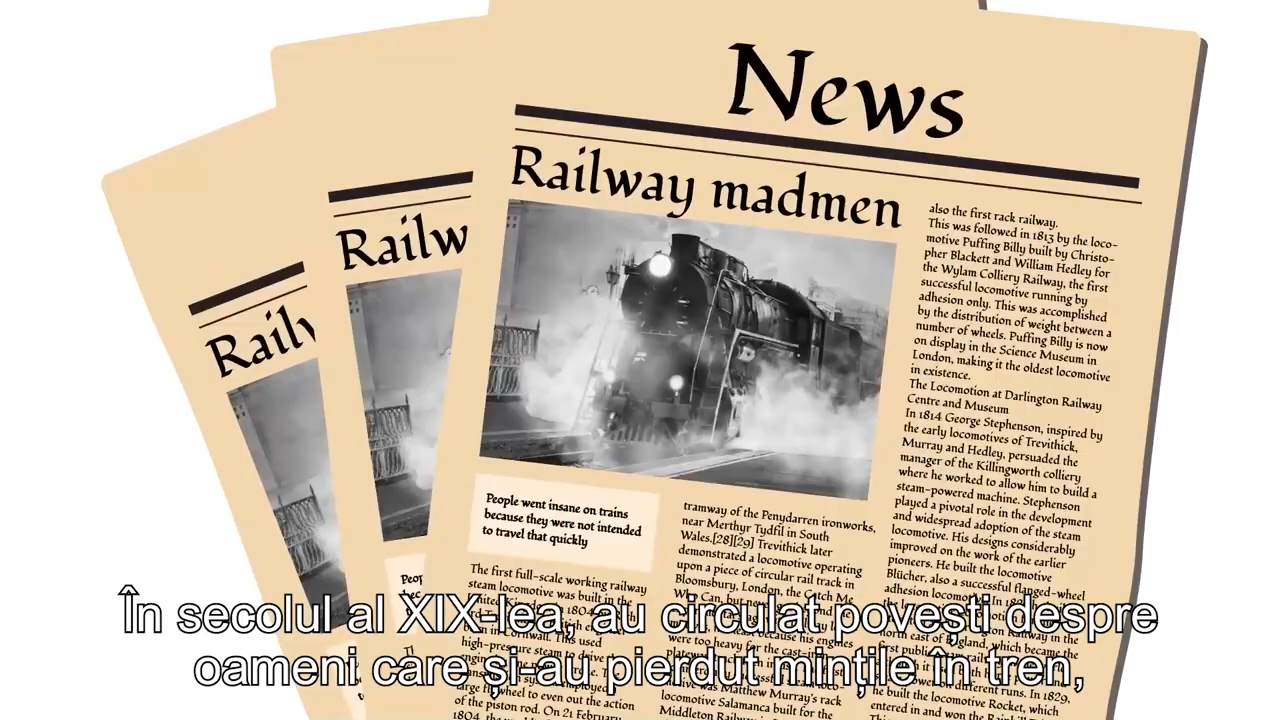 News
Railway madmen
also the first rack railway.
This was followed in 1813 by the loco-
motive Puffing Billy built by Christo-
pher Blackett and William Hedley for
the Wylam Colliery Railway, the first
successful locomotive running by
adhesion only. This was accomplished
by the distribution of weight between a
number of wheels. Puffing Billy is now
on display in the Science Museum in
London, making it the oldest locomotive
in existence.
The Locomotion at Darlington Railway
Centre and Museum
In 1814 George Stephenson, inspired by
the early locomotives of Trevithick,
Murray and Hedley, persuaded the
manager of the Killingworth colliery
where he worked to allow him to build a
steam-powered machine. Stephenson
played a pivotal role in the development
and widespread adoption of the steam
locomotive. His designs considerably
improved on the work of the earlier
pioneers. He built the locomotive
Blücher, also a successful flanged-wheel
Railw
Rail
People went insane on trains
because they were not intended
to travel that quickly
tramway of the Penydarren ironworks,
near Merthyr Tydfil in South
Wales.[28][29] Trevithick later
demonstrated a locomotive operating
upon a piece of circular rail track in
Bloomsbury, London, the Catch Me
The first full-scale working railway
steam locomotive was built in the
large flywheel to even out the action
of the piston rod. On 21 February
locomotive Salamanca built for the
he built the locomotive Rocket, which
În secolul al XIX-lea, au circulat povești despre
oameni care și-au pierdut mințile în tren,